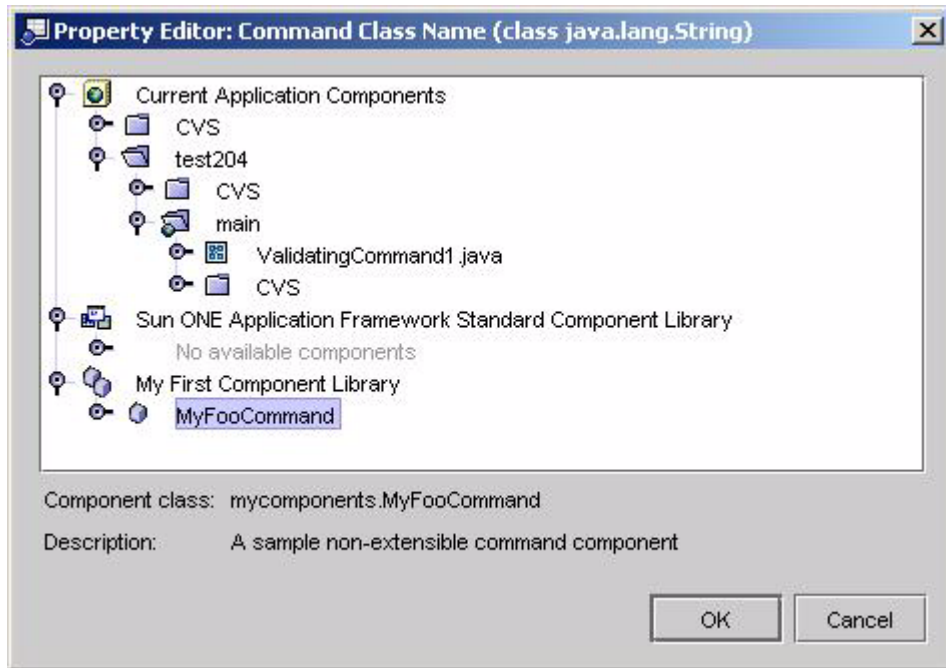 Property Editor: Command Class Name (class java.lang.String)
Current Application Components
CVS
test204
CVS
main
ValidatingCommand1.java
CVS
Sun ONE Application Framework Standard Component Library
No available components
My First Component Library
MyFooCommand
Component class: mycomponents.MyFooCommand
Description: A sample non-extensible command component
OK Cancel